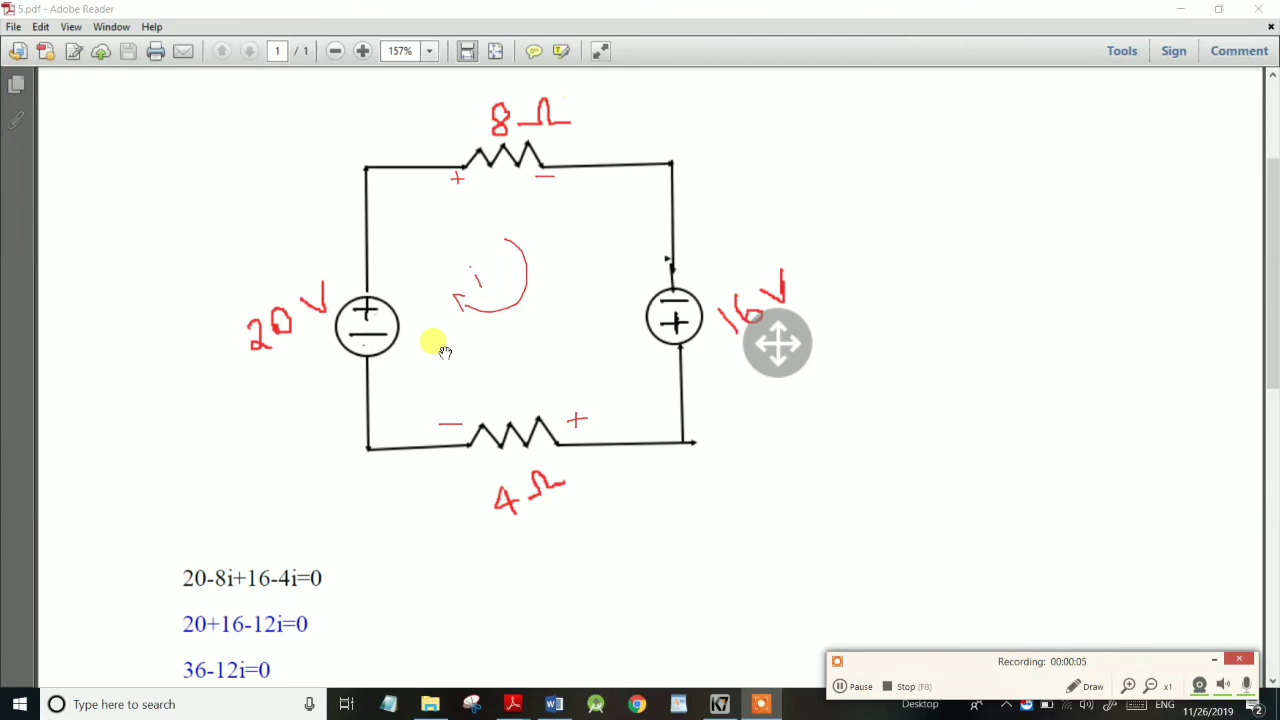 5.pdf - Adobe Reader
File Edit View Window Help
1 / 1 157% Tools Sign Comment
8 Ω
+ −
i
20 V
+
−
16 V
−
+
− +
4 Ω
20-8i+16-4i=0
20+16-12i=0
36-12i=0
Recording: 00:00:05
Pause Stop (F8) Draw x1
Type here to search
Desktop ENG
11/26/2019
2